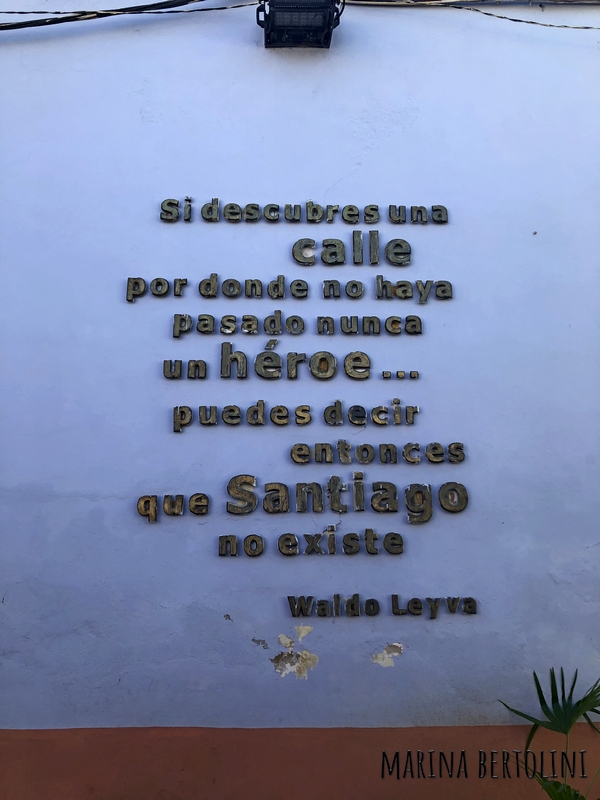 Si descubres una
calle
por donde no haya
pasado nunca
un héroe...
puedes decir
entonces
que Santiago
no existe
Waldo Leyva
MARINA BERTOLINI